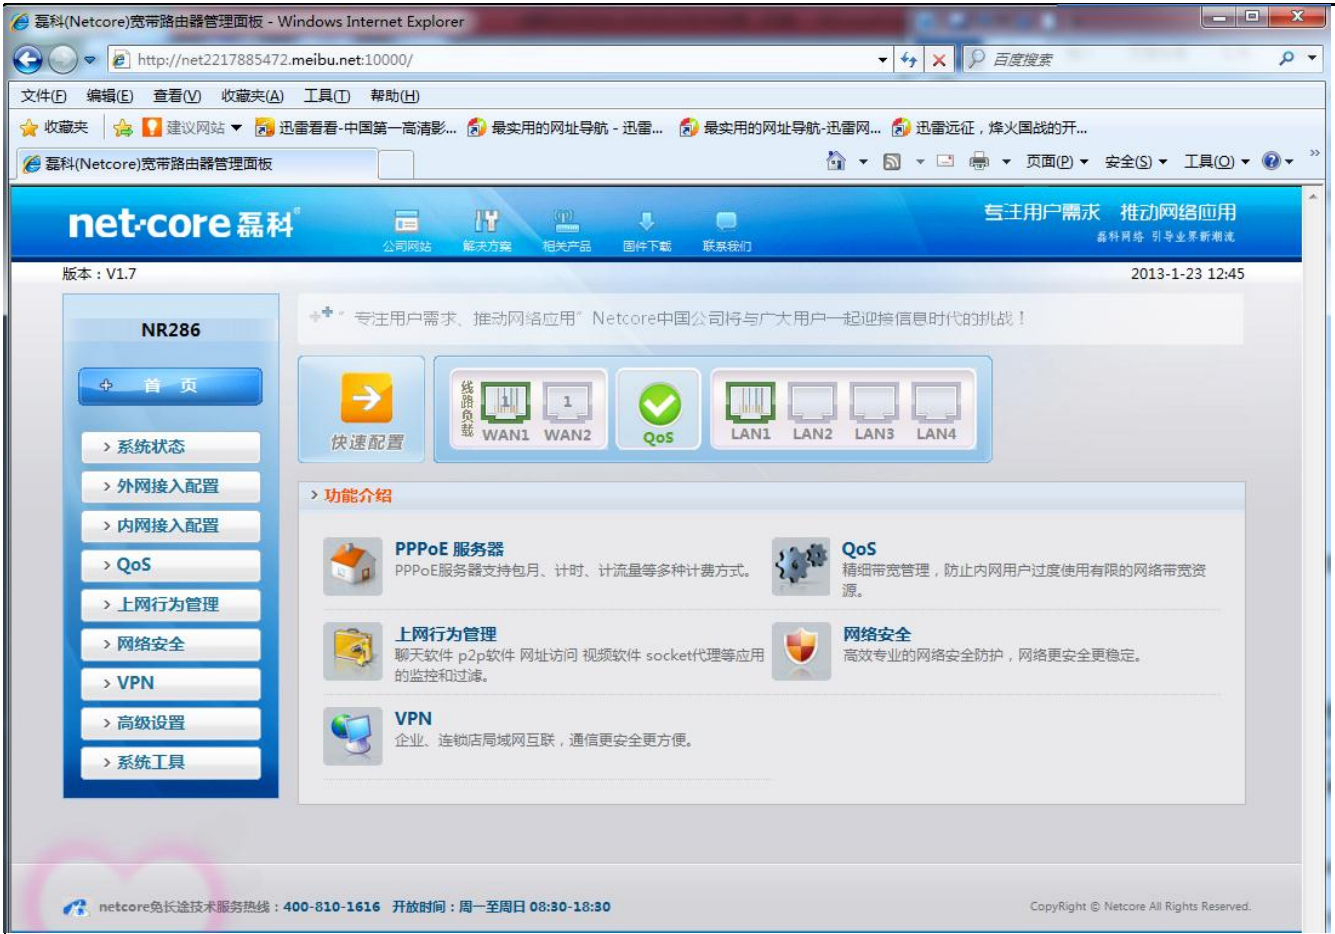 磊科(Netcore)宽带路由器管理面板 - Windows Internet Explorer
http://net2217885472.meibu.net:10000/
百度搜索
文件(F) 编辑(E) 查看(V) 收藏夹(A) 工具(T) 帮助(H)
收藏夹 建议网站 迅雷看看-中国第一高清影... 最实用的网址导航 - 迅雷... 最实用的网址导航-迅雷网... 迅雷远征，烽火国战的开...
磊科(Netcore)宽带路由器管理面板
页面(P) 安全(S) 工具(O)
net·core 磊科
公司网站 解决方案 相关产品 固件下载 联系我们
专注用户需求 推动网络应用
磊科网络 引导业界新潮流
版本：V1.7
2013-1-23 12:45
NR286
首 页
系统状态
外网接入配置
内网接入配置
QoS
上网行为管理
网络安全
VPN
高级设置
系统工具
“ 专注用户需求、推动网络应用” Netcore中国公司将与广大用户一起迎接信息时代的挑战！
快速配置
线路负载
1 1
WAN1 WAN2
QoS
LAN1 LAN2 LAN3 LAN4
功能介绍
PPPoE 服务器
PPPoE服务器支持包月、计时、计流量等多种计费方式。
QoS
精细带宽管理，防止内网用户过度使用有限的网络带宽资
源。
上网行为管理
聊天软件 p2p软件 网址访问 视频软件 socket代理等应用
的监控和过滤。
网络安全
高效专业的网络安全防护，网络更安全更稳定。
VPN
企业、连锁店局域网互联，通信更安全更方便。
netcore免长途技术服务热线：400-810-1616 开放时间：周一至周日 08:30-18:30
CopyRight © Netcore All Rights Reserved.